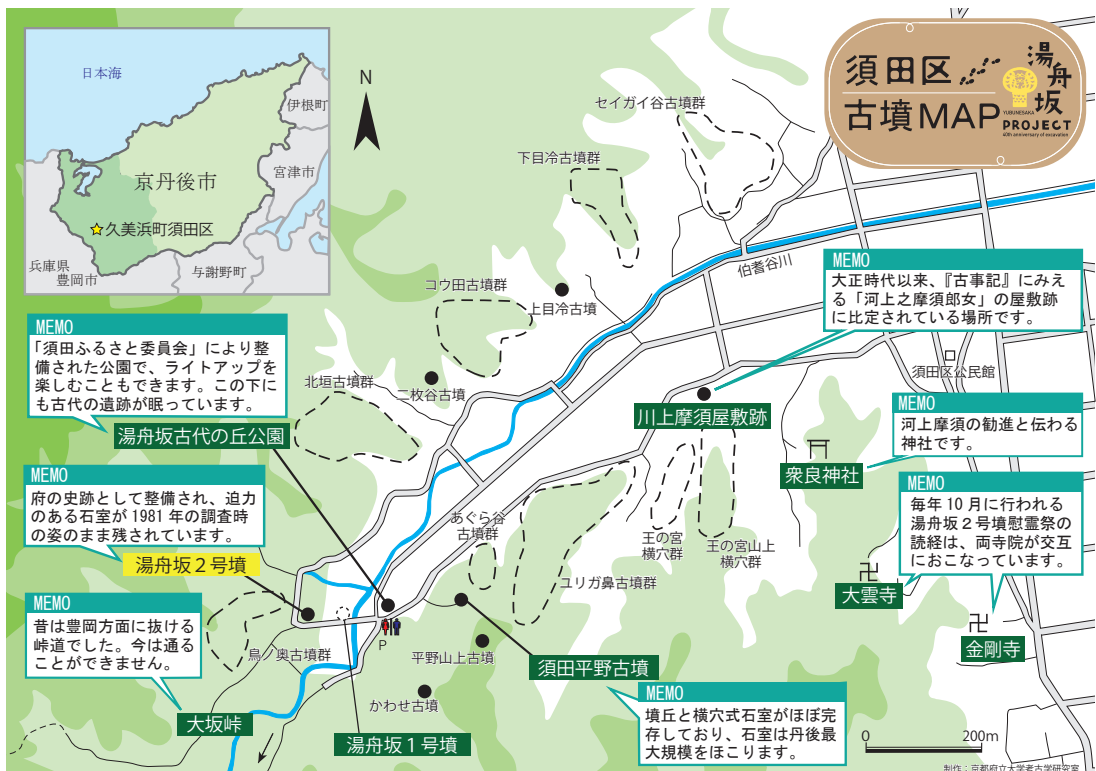 須田区
古墳MAP
湯舟坂
YUBUNESAKA
PROJECT
40th anniversary of excavation
日本海
伊根町
宮津市
京丹後市
久美浜町須田区
兵庫県
豊岡市
与謝野町
N
セイガイ谷古墳群
下目冷古墳群
伯耆谷川
コウ田古墳群
上目冷古墳
MEMO
大正時代以来、『古事記』にみえ
る「河上之摩須郎女」の屋敷跡
に比定されている場所です。
MEMO
「須田ふるさと委員会」により整
備された公園で、ライトアップを
楽しむこともできます。この下に
も古代の遺跡が眠っています。
湯舟坂古代の丘公園
北垣古墳群
二枚谷古墳
川上摩須屋敷跡
須田区公民館
MEMO
河上摩須の勧進と伝わる
神社です。
衆良神社
MEMO
府の史跡として整備され、迫力
のある石室が1981年の調査時
の姿のまま残されています。
湯舟坂2号墳
あぐら谷
古墳群
王の宮
横穴群
王の宮山上
横穴群
ユリガ鼻古墳群
MEMO
毎年10月に行われる
湯舟坂2号墳慰霊祭の
読経は、両寺院が交互
におこなっています。
大雲寺
金剛寺
MEMO
昔は豊岡方面に抜ける
峠道でした。今は通る
ことができません。
大坂峠
鳥ノ奥古墳群
P
平野山上古墳
須田平野古墳
かわせ古墳
湯舟坂1号墳
MEMO
墳丘と横穴式石室がほぼ完
存しており、石室は丹後最
大規模をほこります。
0 200m
制作:京都府立大学考古学研究室